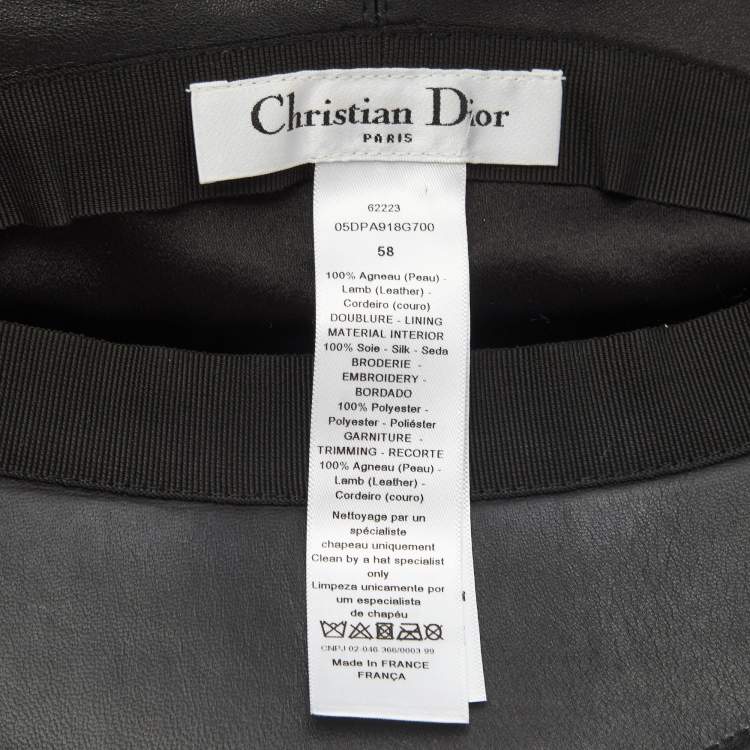 Christian Dior
PARIS
62223
05DPA918G700
58
100% Agneau (Peau) -
Lamb (Leather) -
Cordeiro (couro)
DOUBLURE - LINING
MATERIAL INTERIOR
100% Soie - Silk - Seda
BRODERIE -
EMBROIDERY -
BORDADO
100% Polyester -
Polyester - Poliéster
GARNITURE -
TRIMMING - RECORTE
100% Agneau (Peau) -
Lamb (Leather) -
Cordeiro (couro)
Nettoyage par un
spécialiste
chapeau uniquement
Clean by a hat specialist
only
Limpeza unicamente por
um especialista
de chapéu
CNPJ 02-046-366/0003-99
Made In FRANCE
FRANÇA